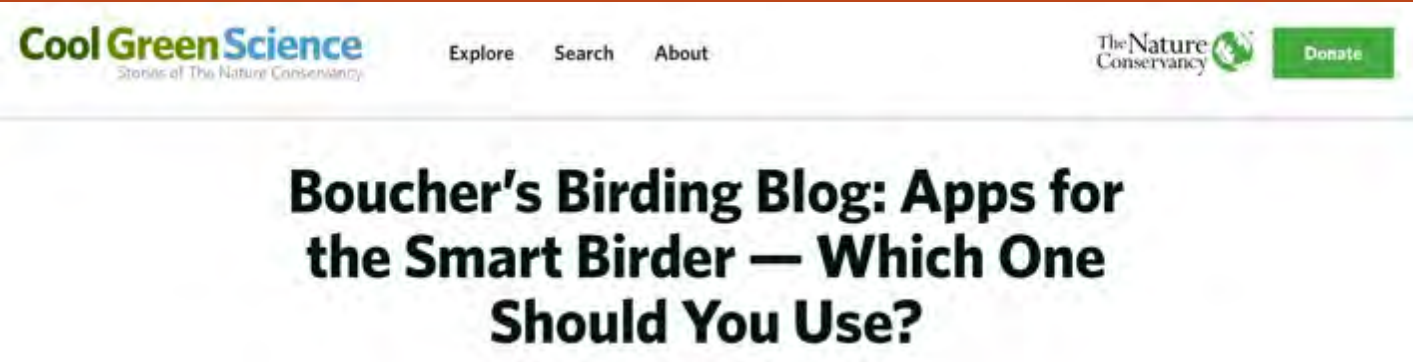 Cool Green Science
Stories of The Nature Conservancy
Explore Search About
The Nature
Conservancy
Donate
Boucher's Birding Blog: Apps for
the Smart Birder — Which One
Should You Use?